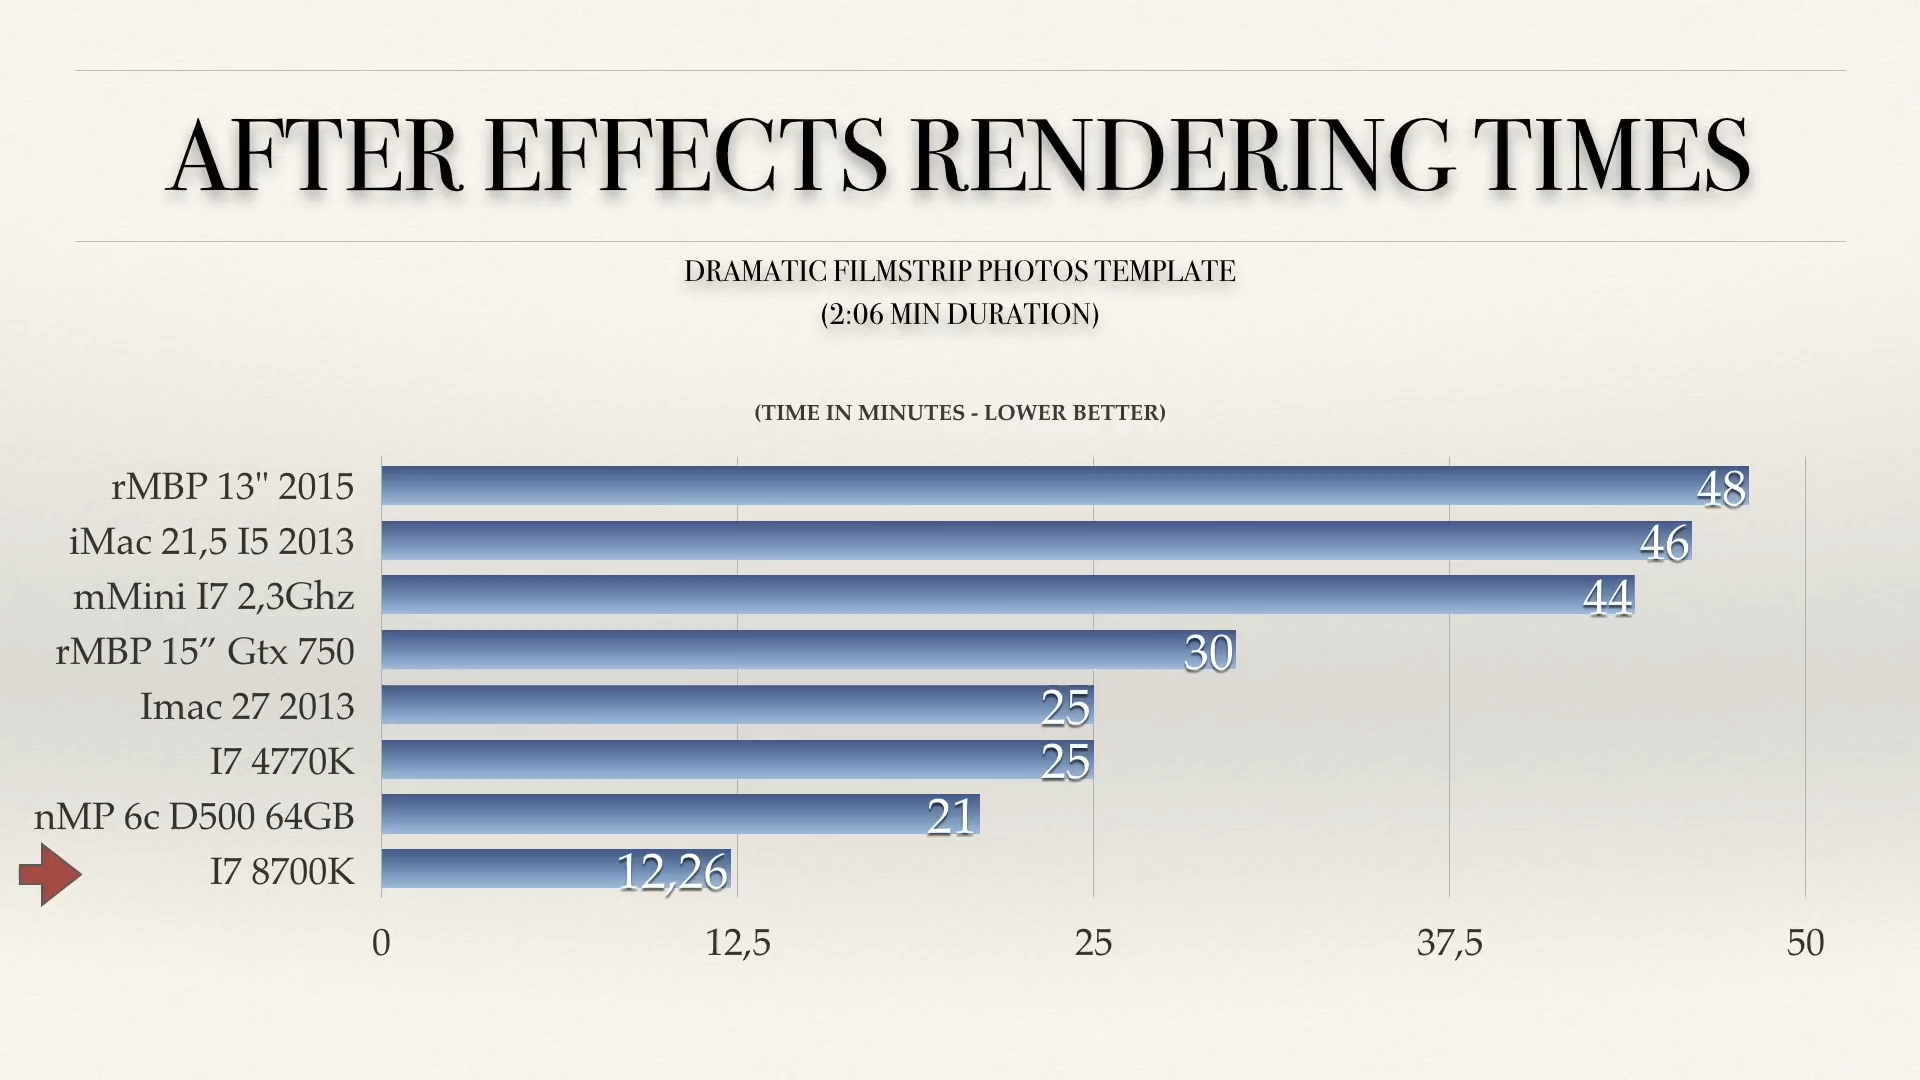 AFTER EFFECTS RENDERING TIMES
DRAMATIC FILMSTRIP PHOTOS TEMPLATE
(2:06 MIN DURATION)
(TIME IN MINUTES - LOWER BETTER)
rMBP 13" 2015 48
iMac 21,5 I5 2013 46
mMini I7 2,3Ghz 44
rMBP 15” Gtx 750 30
Imac 27 2013 25
I7 4770K 25
nMP 6c D500 64GB 21
I7 8700K 12,26
0 12,5 25 37,5 50